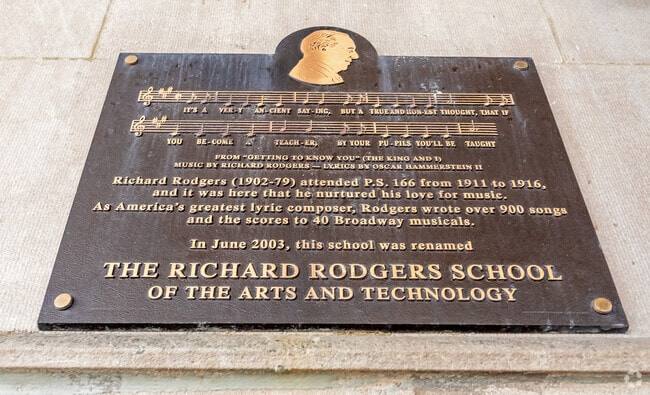 IT'S A VER-Y AN-CIENT SAY-ING, BUT A TRUE AND HON-EST THOUGHT, THAT IF
YOU BE-COME A TEACH-ER, BY YOUR PU-PILS YOU'LL BE TAUGHT
FROM "GETTING TO KNOW YOU" (THE KING AND I)
MUSIC BY RICHARD RODGERS — LYRICS BY OSCAR HAMMERSTEIN II
Richard Rodgers (1902-79) attended P.S. 166 from 1911 to 1916,
and it was here that he nurtured his love for music.
As America's greatest lyric composer, Rodgers wrote over 900 songs
and the scores to 40 Broadway musicals.
In June 2003, this school was renamed
THE RICHARD RODGERS SCHOOL
OF THE ARTS AND TECHNOLOGY